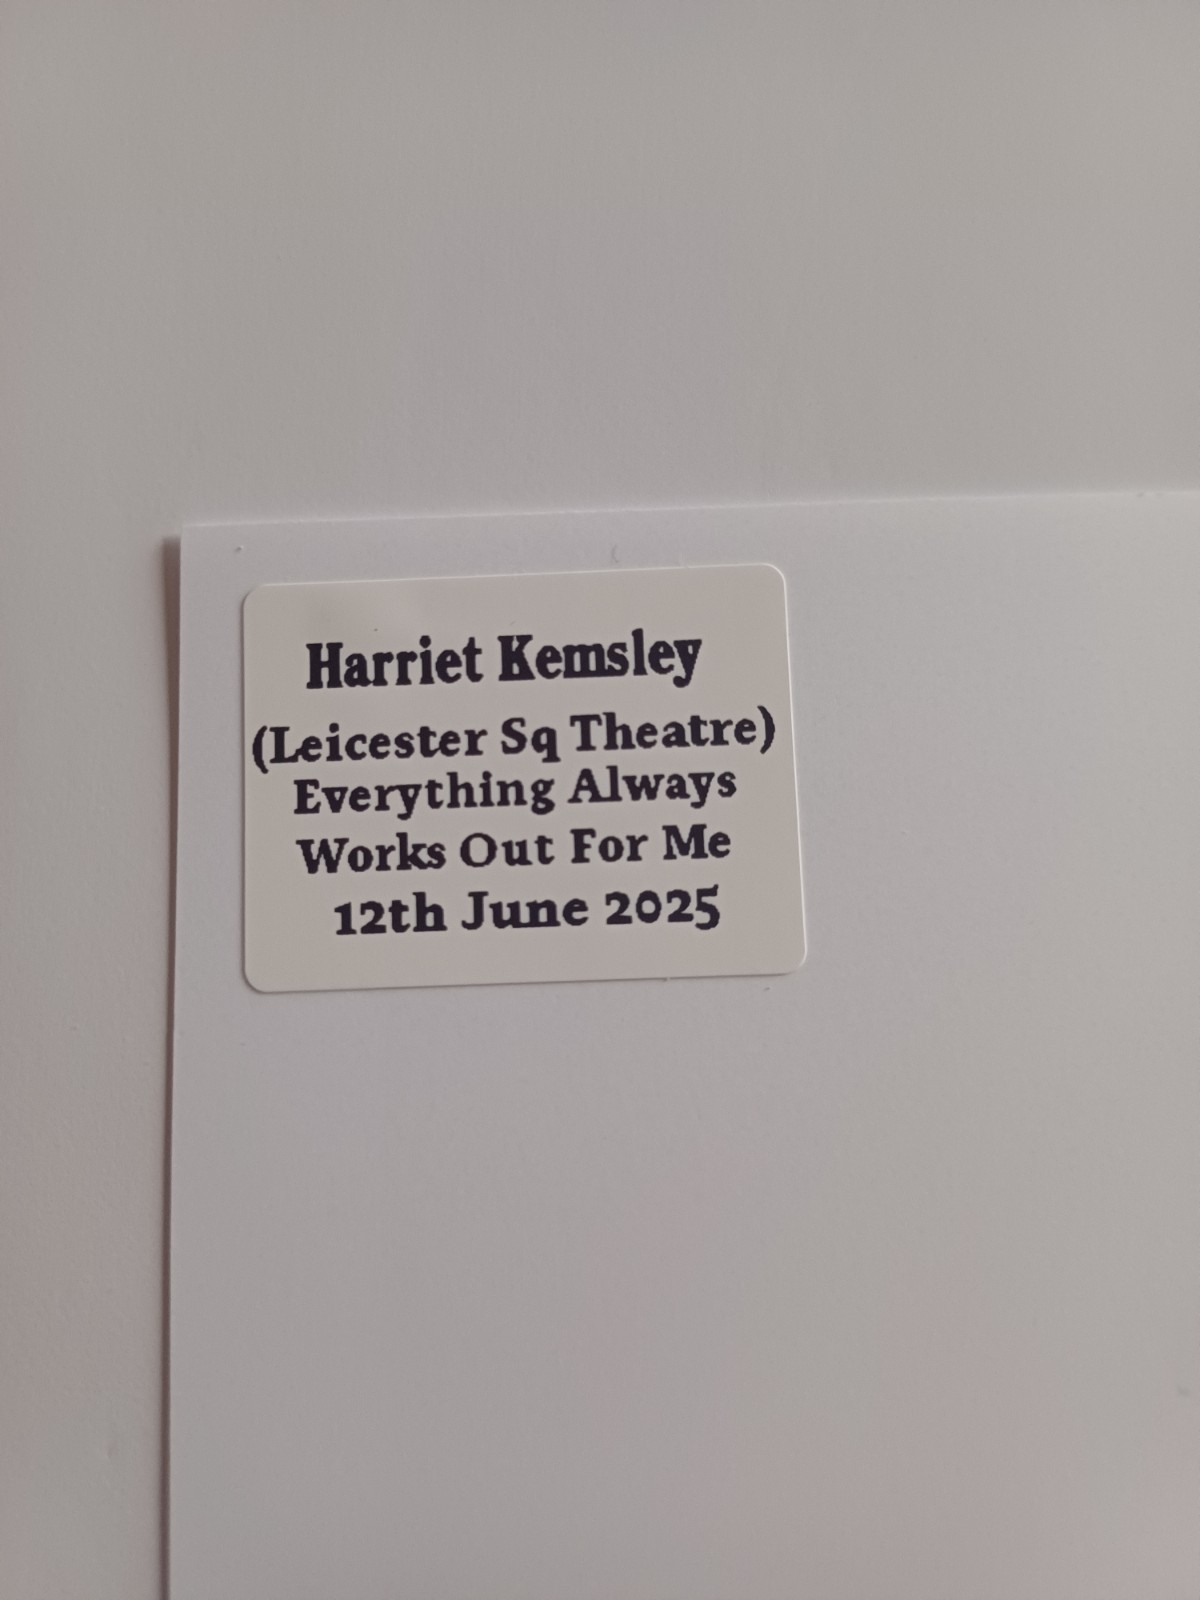 Harriet Kemsley
(Leicester Sq Theatre)
Everything Always
Works Out For Me
12th June 2025